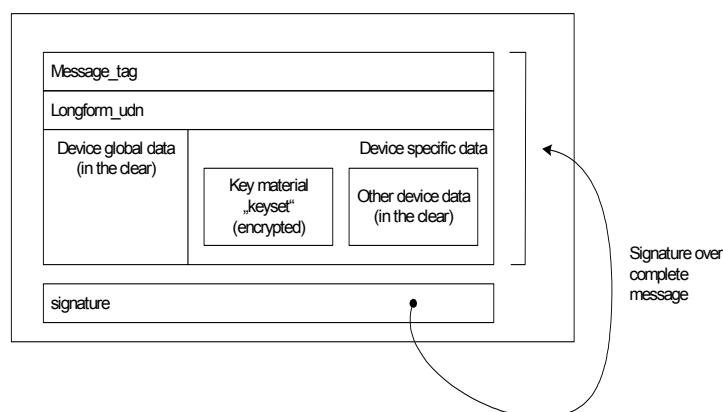 Message_tag
Longform_udn
Device global data
(in the clear)
Device specific data
Key material
„keyset“
(encrypted)
Other device data
(in the clear)
signature
Signature over
complete
message